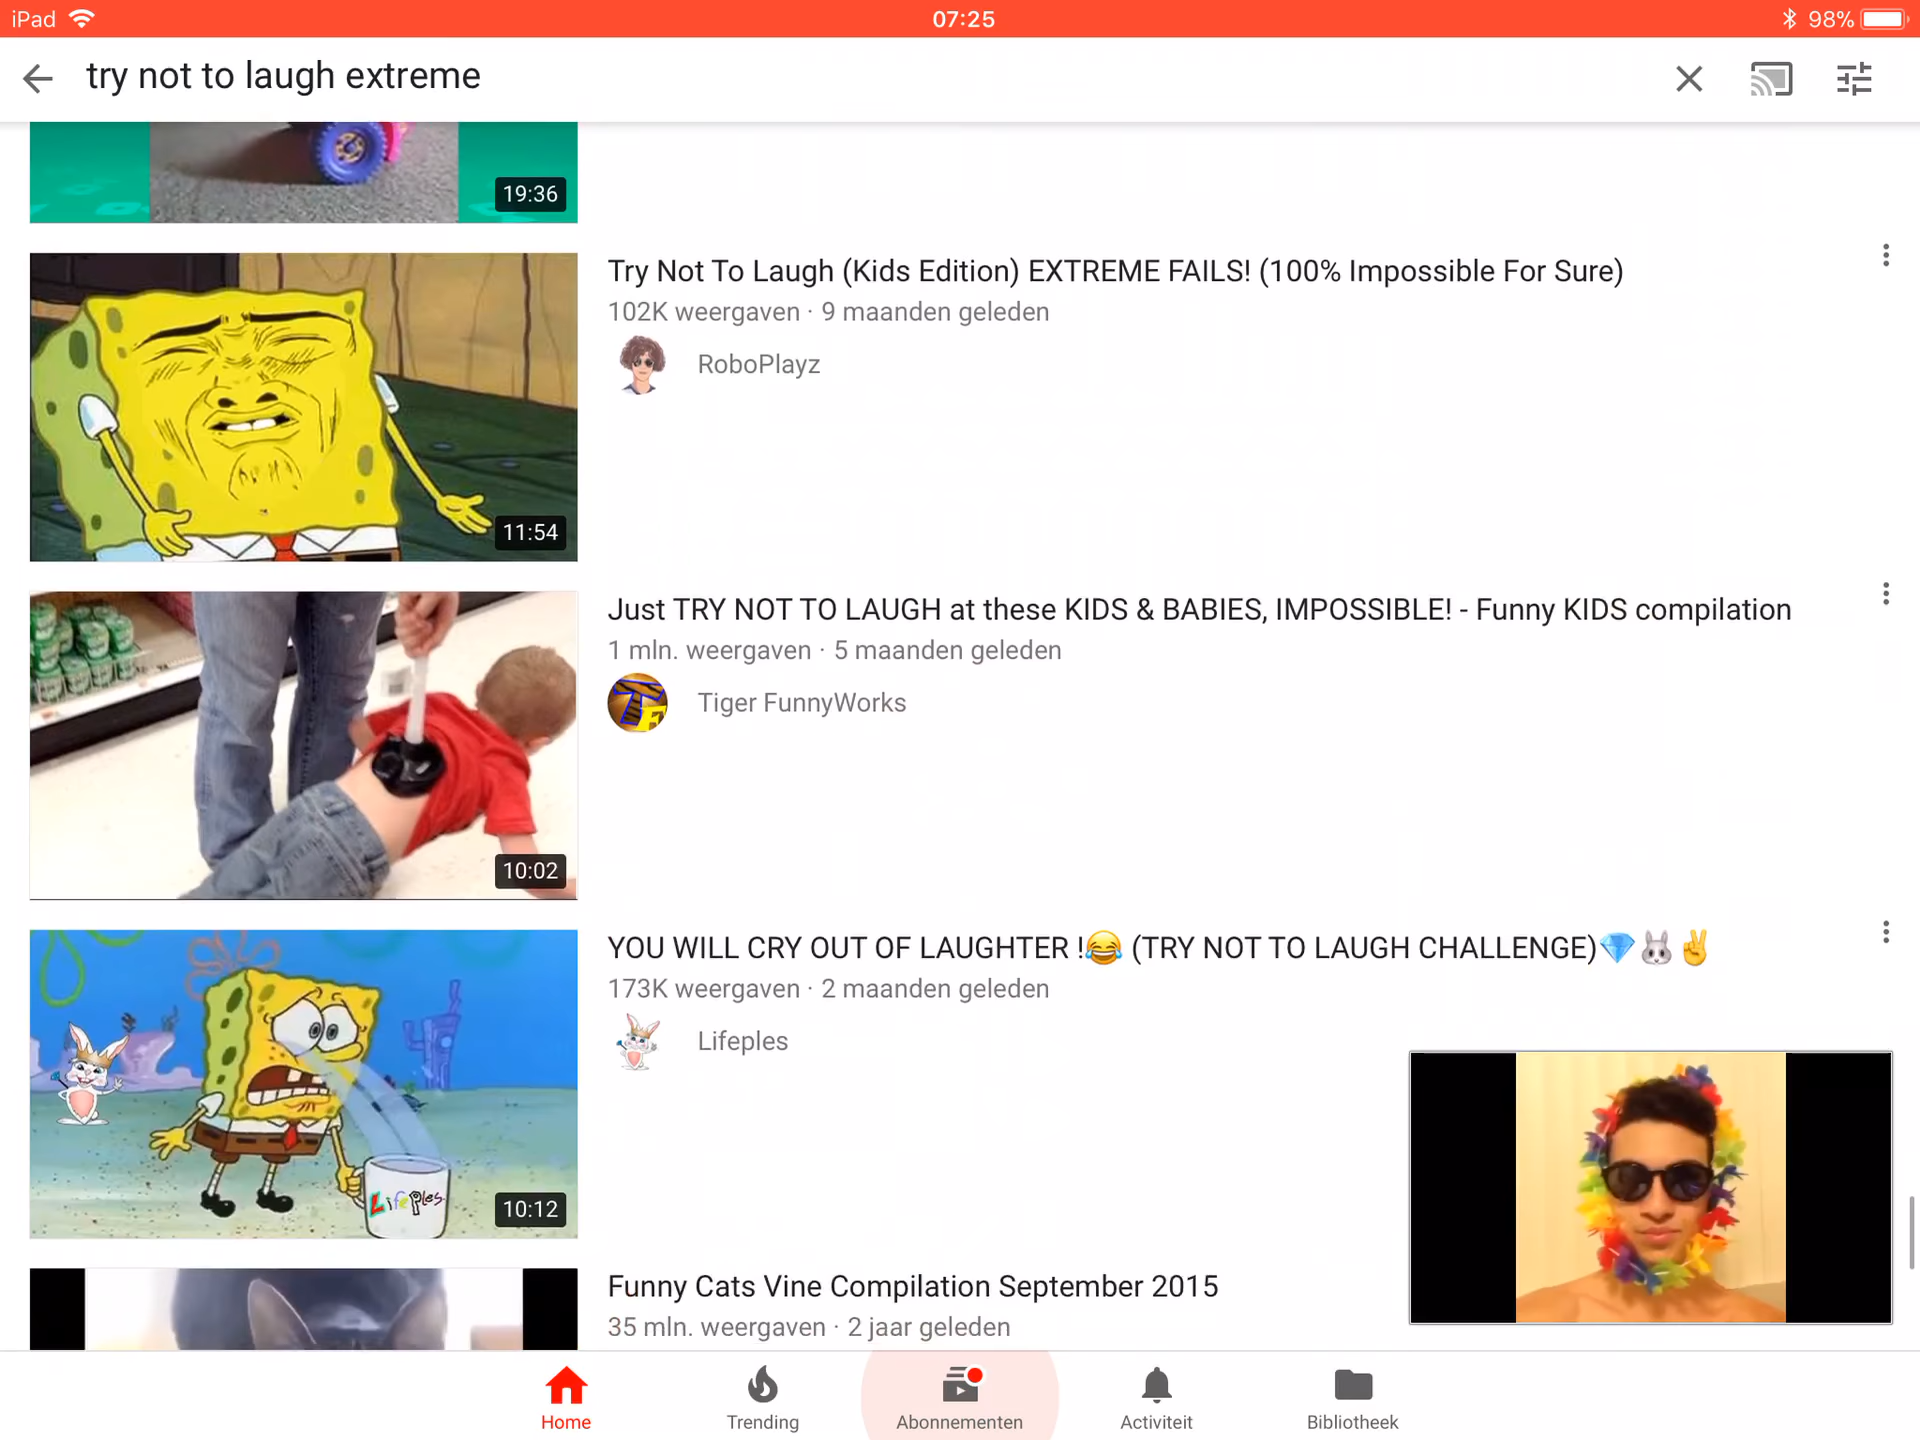 iPad 07:25 98%
try not to laugh extreme
19:36
Try Not To Laugh (Kids Edition) EXTREME FAILS! (100% Impossible For Sure)
102K weergaven · 9 maanden geleden
RoboPlayz
11:54
Just TRY NOT TO LAUGH at these KIDS & BABIES, IMPOSSIBLE! - Funny KIDS compilation
1 mln. weergaven · 5 maanden geleden
TF Tiger FunnyWorks
10:02
YOU WILL CRY OUT OF LAUGHTER !😂 (TRY NOT TO LAUGH CHALLENGE)💎🐰✌️
173K weergaven · 2 maanden geleden
Lifeples
LifePles
10:12
Funny Cats Vine Compilation September 2015
35 mln. weergaven · 2 jaar geleden
Home Trending Abonnementen Activiteit Bibliotheek